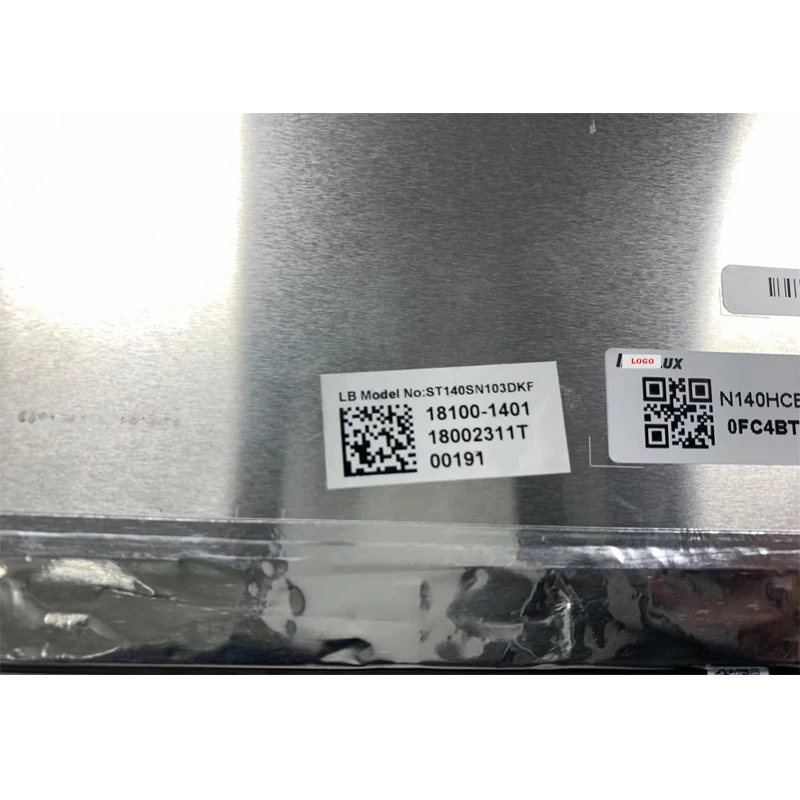 LB Model No:ST140SN103DKF
18100-1401
18002311T
00191
LOGO
UX
N140HCE
0FC4BT